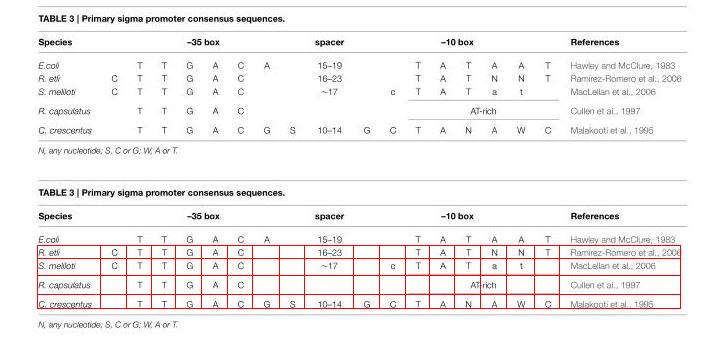 TABLE 3 | Primary sigma promoter consensus sequences.
Species −35 box spacer −10 box References
E.coli T T G A C A 15–19 T A T A A T Hawley and McClure, 1983
R. etli C T T G A C 16–23 T A T N N T Ramirez-Romero et al., 2006
S. meliloti C T T G A C ~17 c T A T a t MacLellan et al., 2006
R. capsulatus T T G A C AT-rich Cullen et al., 1997
C. crescentus T T G A C G S 10–14 G C T A N A W C Malakooti et al., 1995
N, any nucleotide; S, C or G; W, A or T.
TABLE 3 | Primary sigma promoter consensus sequences.
Species −35 box spacer −10 box References
E.coli T T G A C A 15–19 T A T A A T Hawley and McClure, 1983
R. etli C T T G A C 16–23 T A T N N T Ramirez-Romero et al., 2006
S. meliloti C T T G A C ~17 c T A T a t MacLellan et al., 2006
R. capsulatus T T G A C AT-rich Cullen et al., 1997
C. crescentus T T G A C G S 10–14 G C T A N A W C Malakooti et al., 1995
N, any nucleotide; S, C or G; W, A or T.